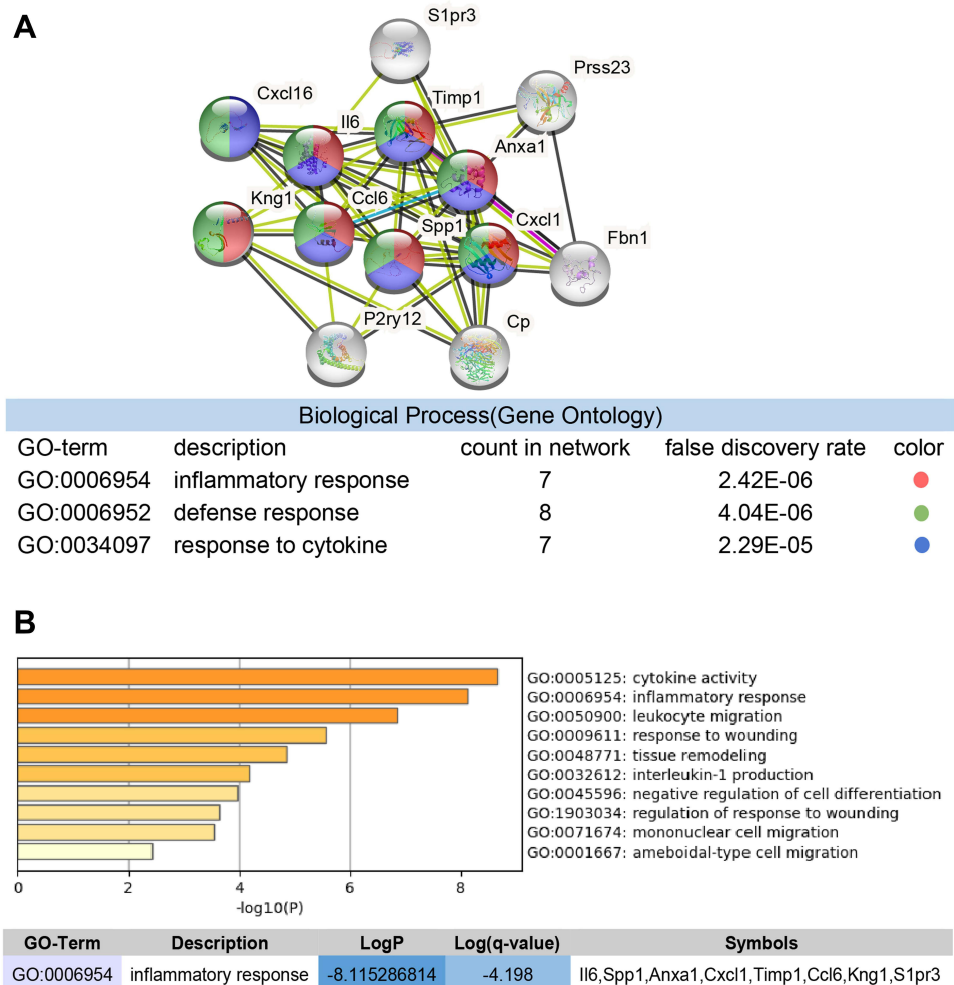 A
S1pr3
Prss23
Cxcl16
Timp1
Il6
Anxa1
Kng1
Ccl6
Spp1
Cxcl1
Fbn1
P2ry12
Cp
Biological Process(Gene Ontology)
GO-term description count in network false discovery rate color
GO:0006954 inflammatory response 7 2.42E-06
GO:0006952 defense response 8 4.04E-06
GO:0034097 response to cytokine 7 2.29E-05
B
GO:0005125: cytokine activity
GO:0006954: inflammatory response
GO:0050900: leukocyte migration
GO:0009611: response to wounding
GO:0048771: tissue remodeling
GO:0032612: interleukin-1 production
GO:0045596: negative regulation of cell differentiation
GO:1903034: regulation of response to wounding
GO:0071674: mononuclear cell migration
GO:0001667: ameboidal-type cell migration
0 2 4 6 8
-log10(P)
GO-Term Description LogP Log(q-value) Symbols
GO:0006954 inflammatory response -8.115286814 -4.198 Il6,Spp1,Anxa1,Cxcl1,Timp1,Ccl6,Kng1,S1pr3